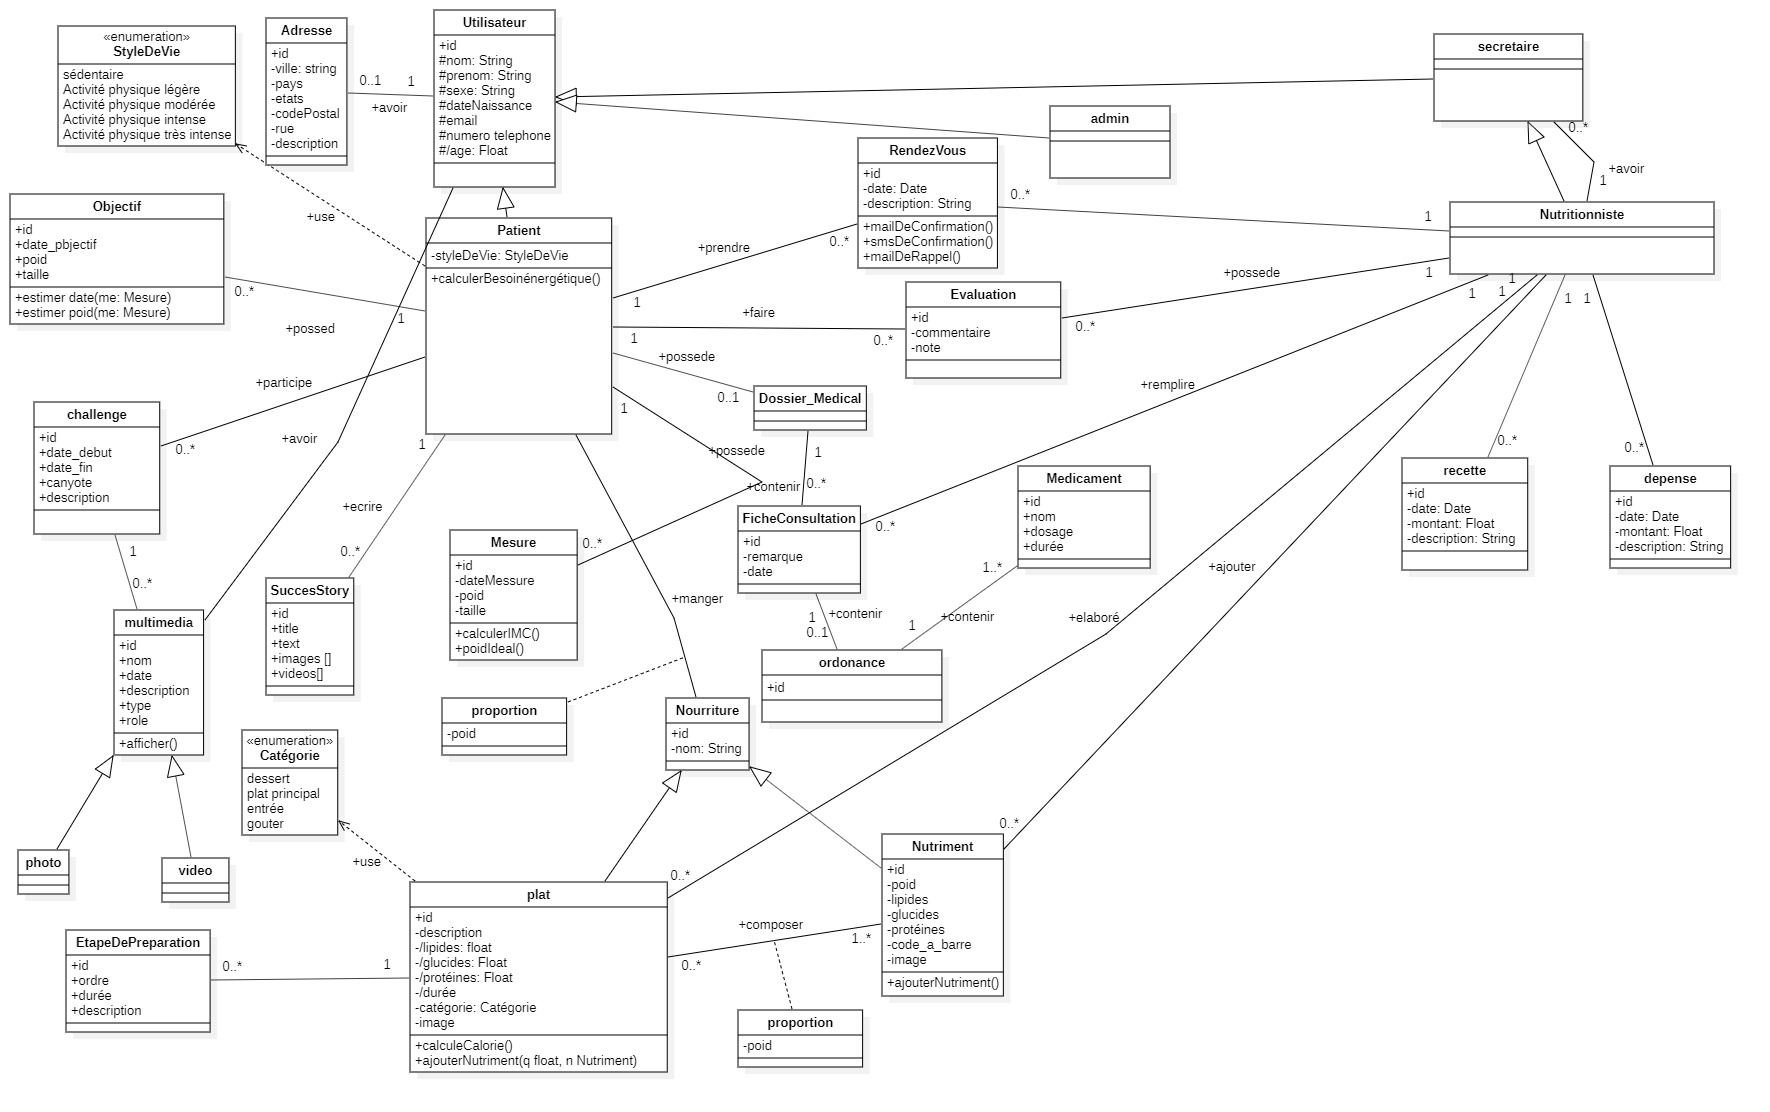 «enumeration»
StyleDeVie
sédentaire
Activité physique légère
Activité physique modérée
Activité physique intense
Activité physique très intense
Adresse
+id
-ville: string
-pays
-etats
-codePostal
-rue
-description
0..1
1
+avoir
Utilisateur
+id
#nom: String
#prenom: String
#sexe: String
#dateNaissance
#email
#numero telephone
#/age: Float
admin
secretaire
0..*
+avoir
1
Nutritionniste
RendezVous
+id
-date: Date
-description: String
+mailDeConfirmation()
+smsDeConfirmation()
+mailDeRappel()
0..*
1
Objectif
+id
+date_pbjectif
+poid
+taille
+estimer date(me: Mesure)
+estimer poid(me: Mesure)
+use
0..*
1
+possed
Patient
-styleDeVie: StyleDeVie
+calculerBesoinénergétique()
+prendre
0..*
1
Evaluation
+id
-commentaire
-note
+possede
1
0..*
+faire
1
0..*
+possede
0..1
Dossier_Medical
1
+possede
1
+contenir
0..*
+remplire
1
1
1
1
1
0..*
challenge
+id
+date_debut
+date_fin
+canyote
+description
+participe
0..*
+avoir
1
0..*
1
+ecrire
0..*
SuccesStory
+id
+title
+text
+images []
+videos[]
Mesure
+id
-dateMessure
-poid
-taille
+calculerIMC()
+poidIdeal()
0..*
FicheConsultation
+id
-remarque
-date
Medicament
+id
+nom
+dosage
+durée
1..*
+contenir
1
+contenir
1
0..1
ordonance
+id
recette
+id
-date: Date
-montant: Float
-description: String
0..*
depense
+id
-date: Date
-montant: Float
-description: String
0..*
+ajouter
+elaboré
multimedia
+id
+nom
+date
+description
+type
+role
+afficher()
photo
video
+manger
proportion
-poid
Nourriture
+id
-nom: String
«enumeration»
Catégorie
dessert
plat principal
entrée
gouter
+use
EtapeDePreparation
+id
+ordre
+durée
+description
0..*
1
plat
+id
-description
-/lipides: float
-/glucides: Float
-/protéines: Float
-/durée
-catégorie: Catégorie
-image
+calculeCalorie()
+ajouterNutriment(q float, n Nutriment)
0..*
+composer
1..*
0..*
proportion
-poid
Nutriment
+id
-poid
-lipides
-glucides
-protéines
-code_a_barre
-image
+ajouterNutriment()
0..*